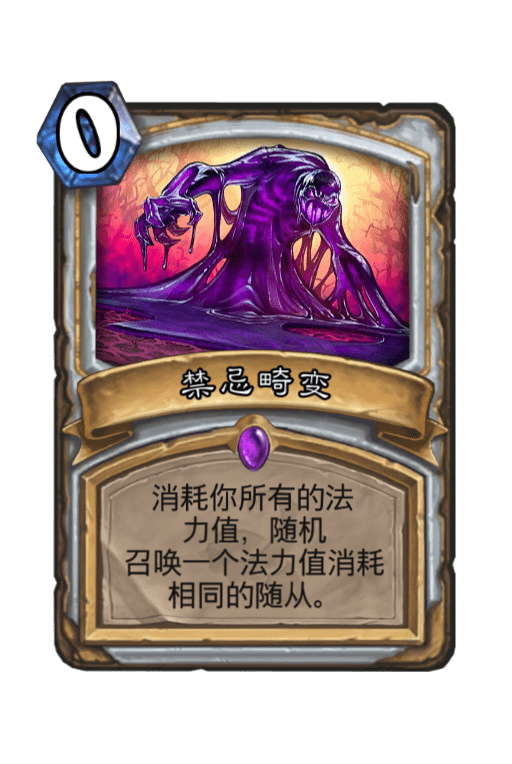 0
禁忌畸变
消耗你所有的法
力值，随机
召唤一个法力值消耗
相同的随从。